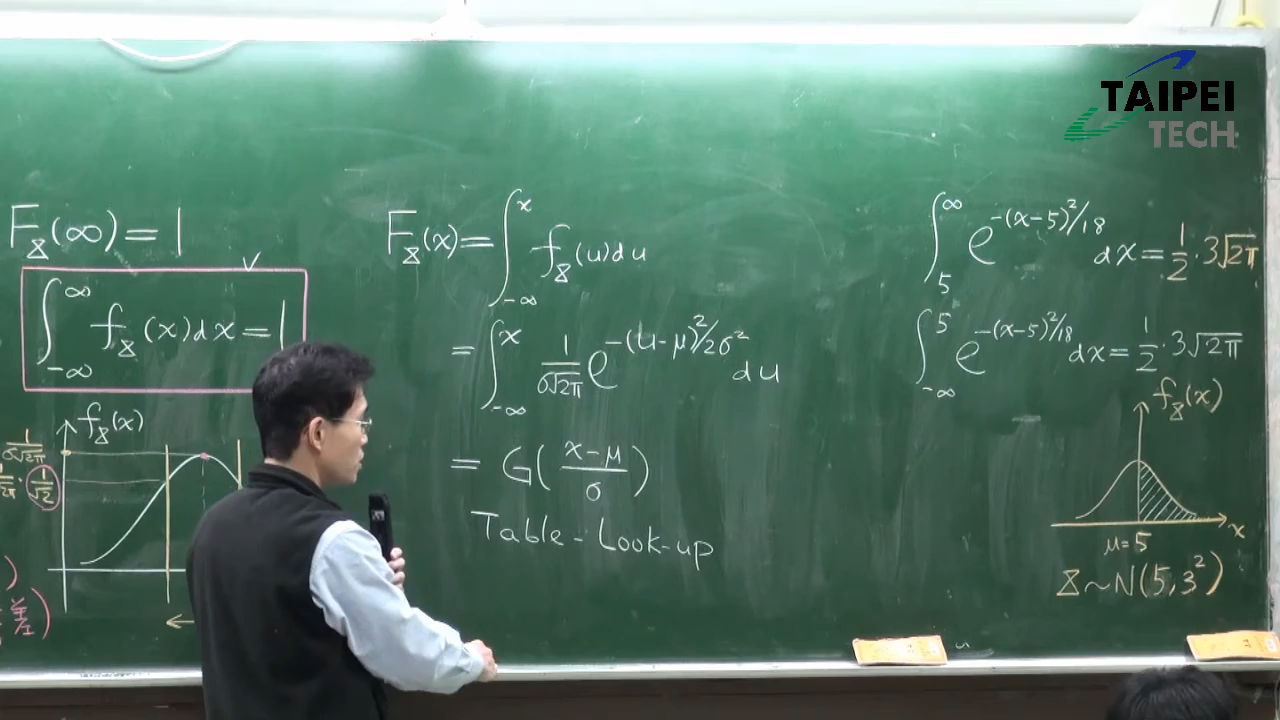 TAIPEI
TECH
F_X(∞) = 1
∫_{-∞}^{∞} f_X(x)dx = 1
f_X(x)
1/(σ√2π)
1/√2
差)
F_X(x) = ∫_{-∞}^{x} f_X(u)du
= ∫_{-∞}^{x} 1/(σ√2π) e^{-(u-μ)²/2σ²} du
= G((x-μ)/σ)
Table-Look-up
∫_{5}^{∞} e^{-(x-5)²/18} dx = 1/2 · 3√2π
∫_{-∞}^{5} e^{-(x-5)²/18} dx = 1/2 · 3√2π
f_X(x)
x
μ=5
X~N(5,3²)